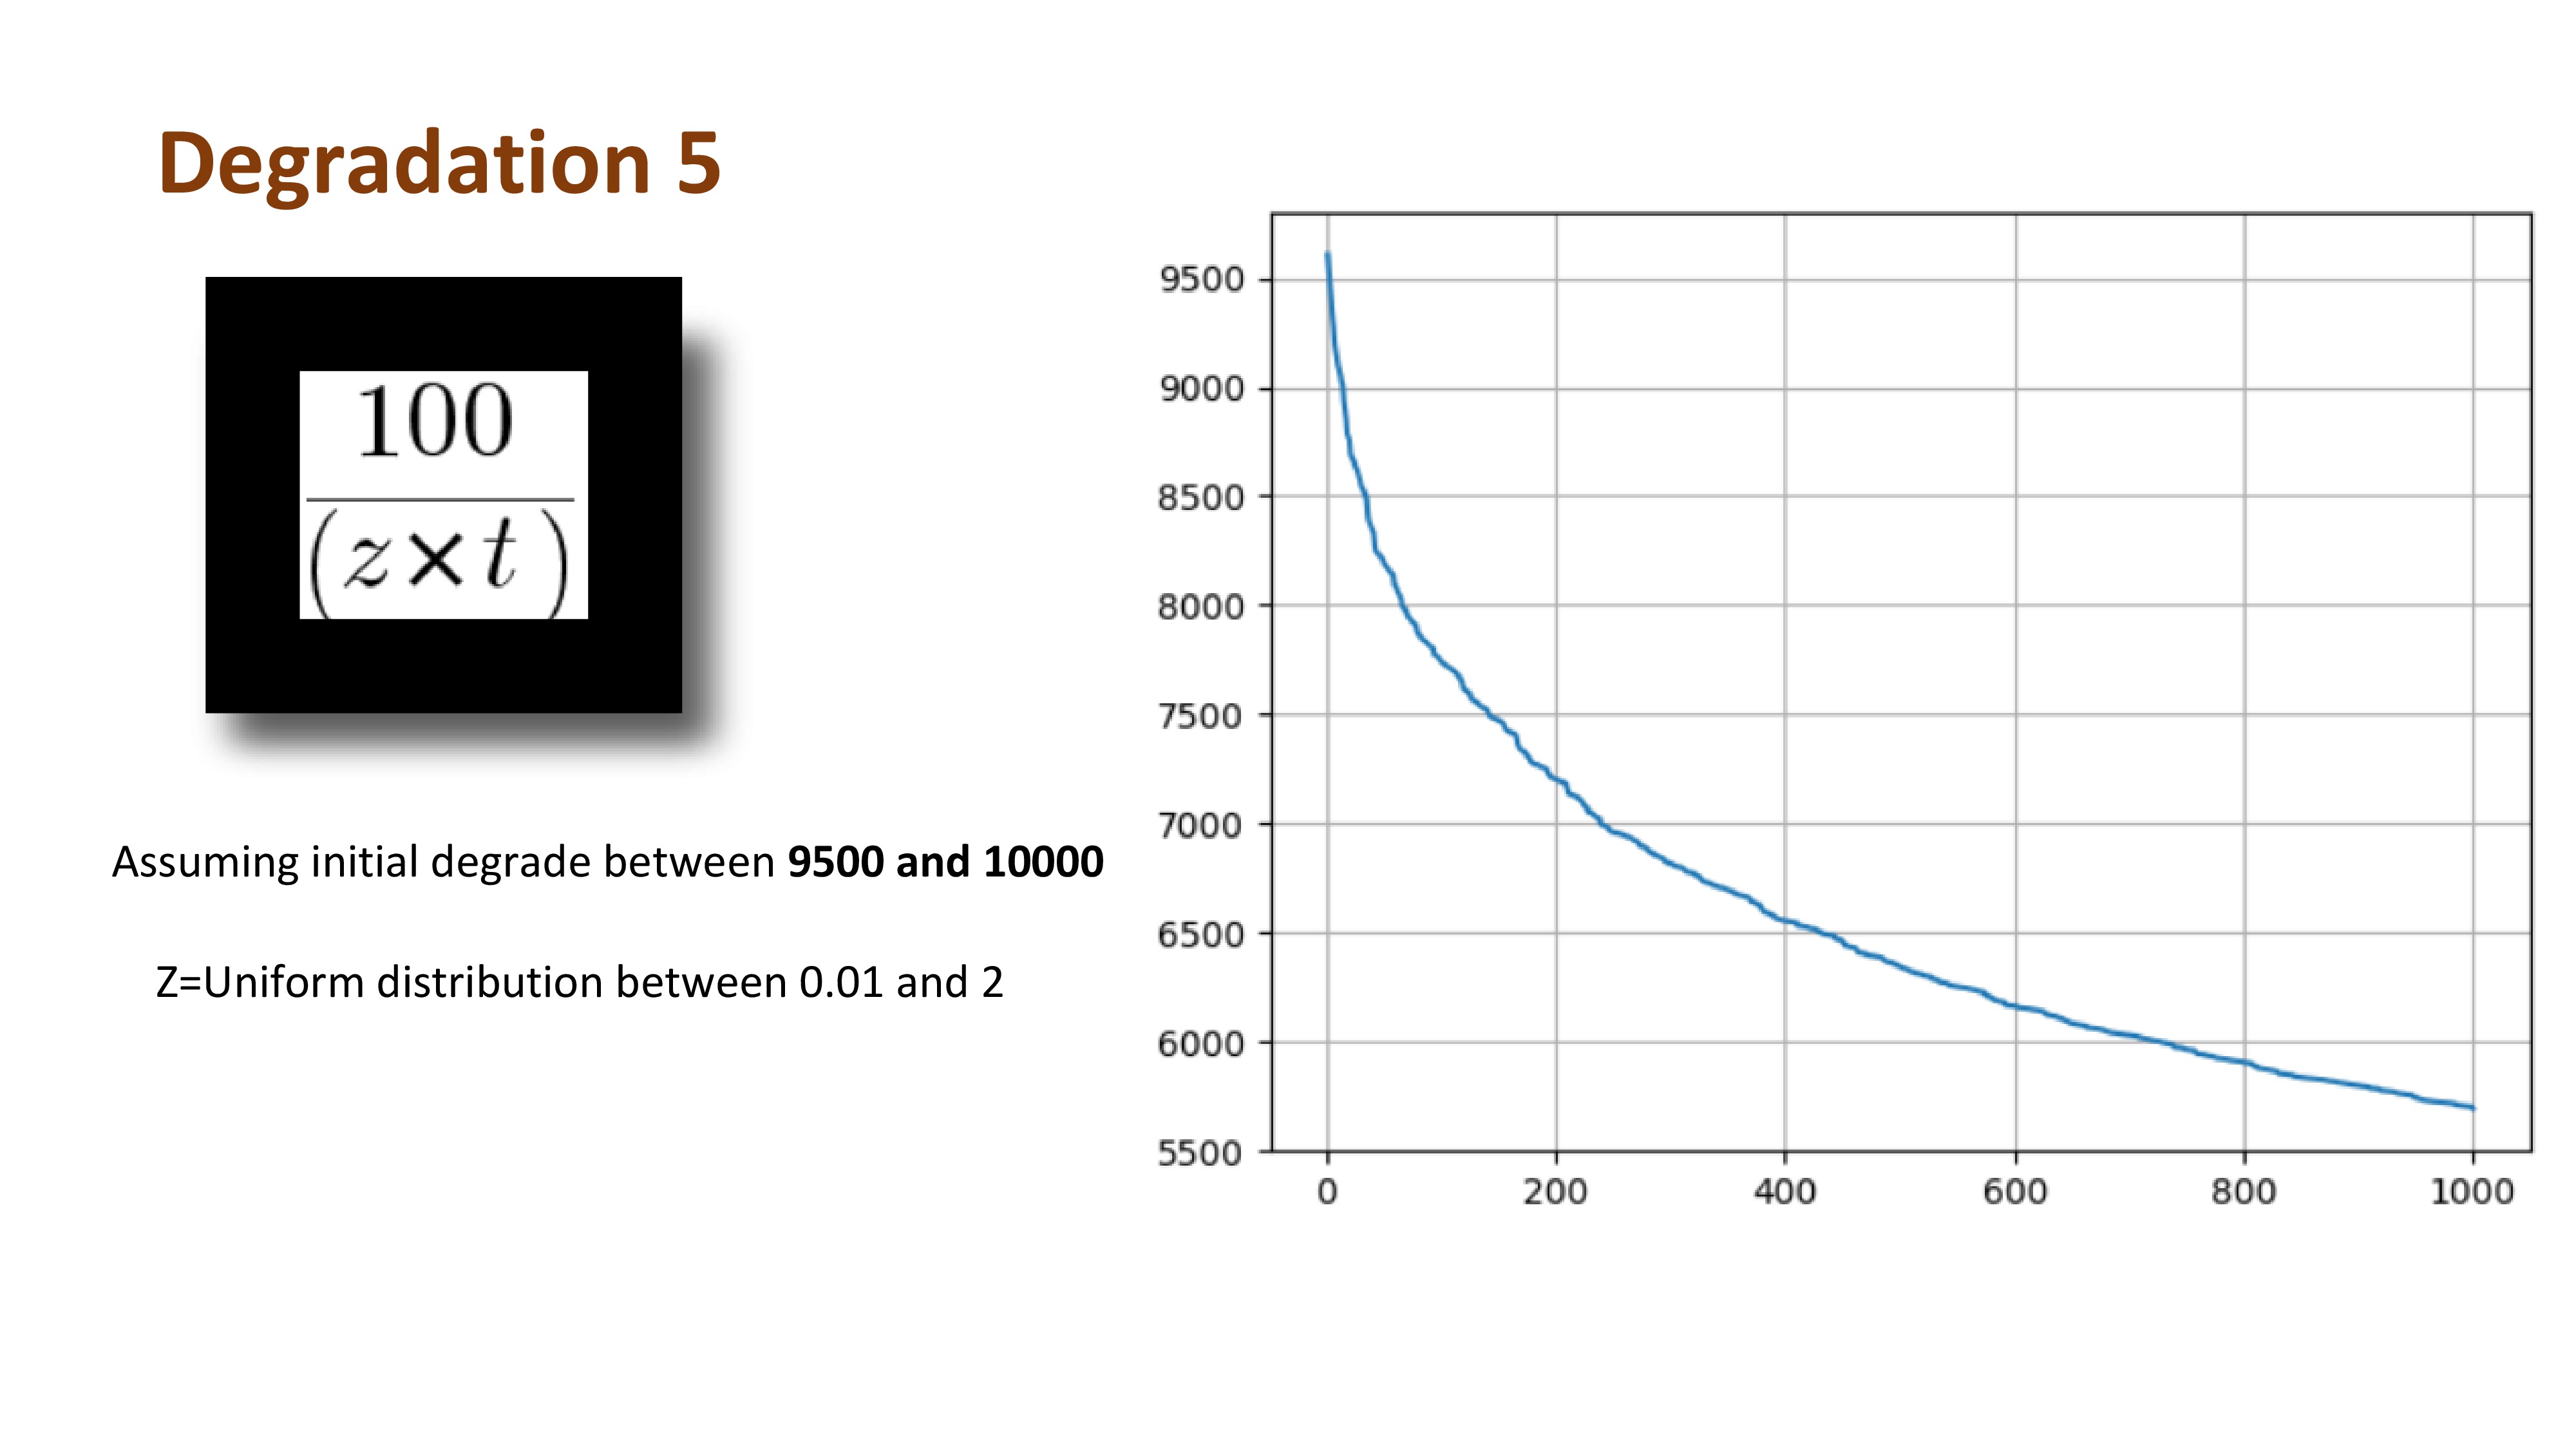 Degradation 5
100
(z×t)
Assuming initial degrade between 9500 and 10000
Z=Uniform distribution between 0.01 and 2
9500
9000
8500
8000
7500
7000
6500
6000
5500
0 200 400 600 800 1000